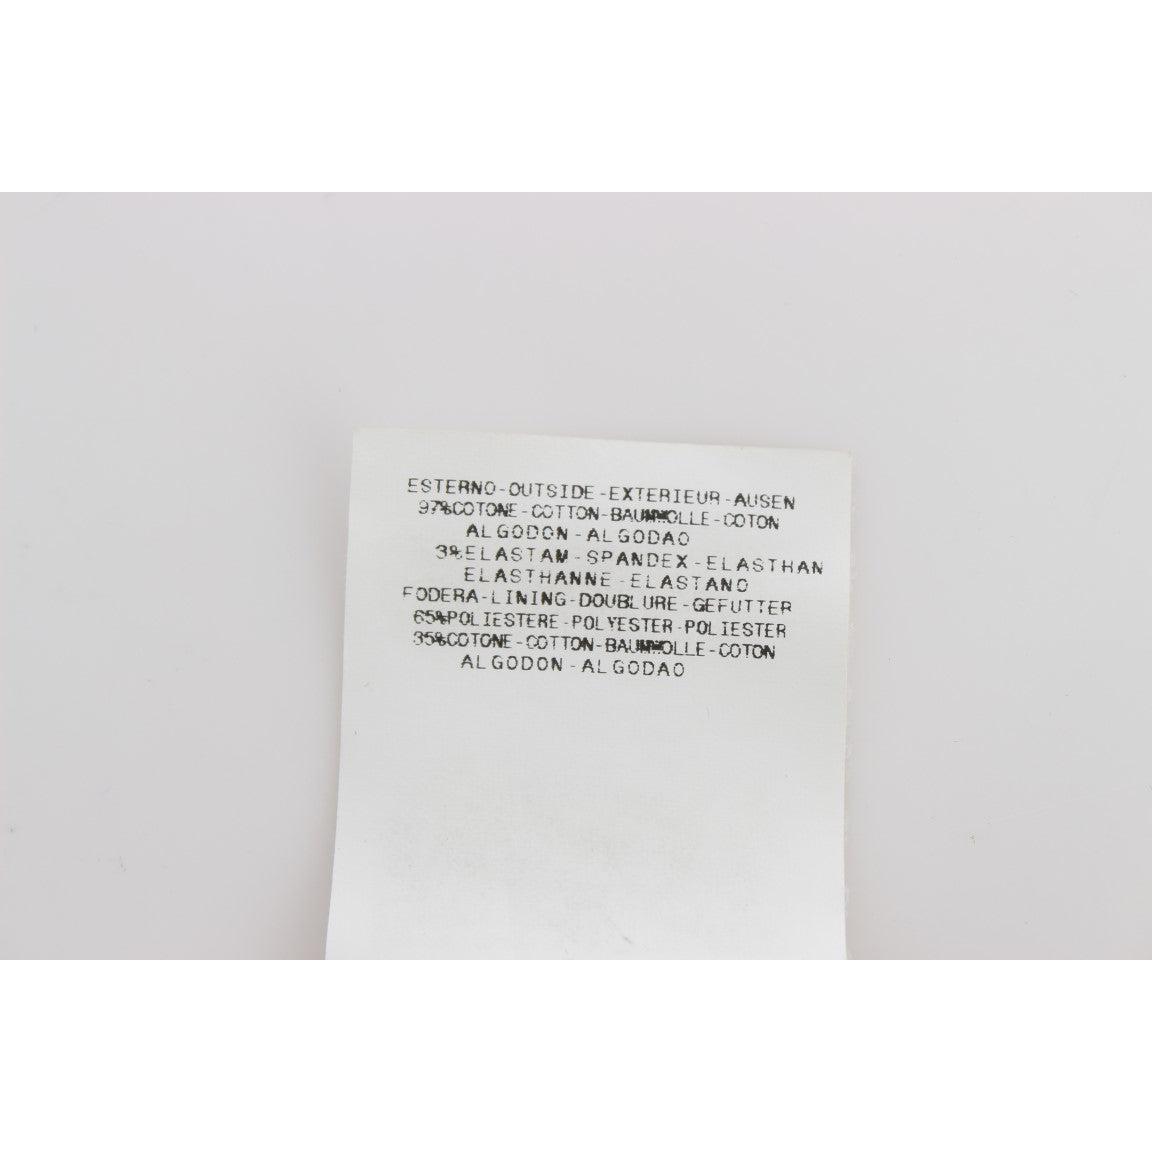 ESTERNO-OUTSIDE-EXTERIEUR-AUSEN
97%COTONE-COTTON-BAUMWOLLE-COTON
ALGODON-ALGODAO
3%ELASTAM-SPANDEX-ELASTHAN
ELASTHANNE-ELASTANO
FODERA-LINING-DOUBLURE-GEFUTTER
65%POLIESTERE-POLYESTER-POLIESTER
35%COTONE-COTTON-BAUMWOLLE-COTON
ALGODON-ALGODAO